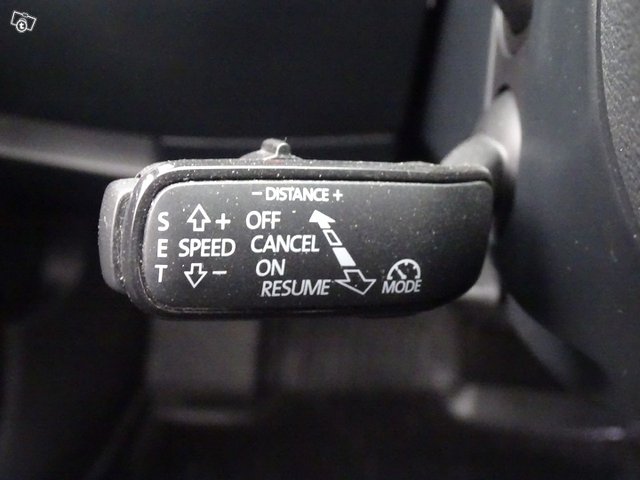 - DISTANCE +
S + OFF
E SPEED CANCEL
T - ON
RESUME MODE